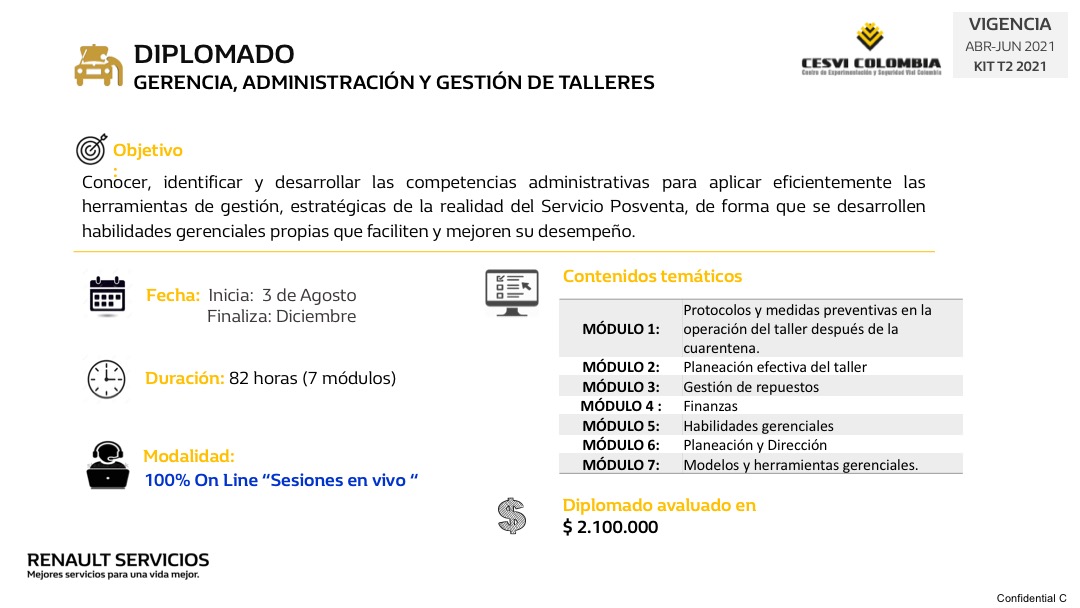 DIPLOMADO
GERENCIA, ADMINISTRACIÓN Y GESTIÓN DE TALLERES
CESVI COLOMBIA
Centro de Experimentación y Seguridad Vial Colombia
VIGENCIA
ABR-JUN 2021
KIT T2 2021
Objetivo
:
Conocer, identificar y desarrollar las competencias administrativas para aplicar eficientemente las
herramientas de gestión, estratégicas de la realidad del Servicio Posventa, de forma que se desarrollen
habilidades gerenciales propias que faciliten y mejoren su desempeño.
Fecha: Inicia: 3 de Agosto
Finaliza: Diciembre
Duración: 82 horas (7 módulos)
Modalidad:
100% On Line “Sesiones en vivo “
Contenidos temáticos
MÓDULO 1: Protocolos y medidas preventivas en la
operación del taller después de la
cuarentena.
MÓDULO 2: Planeación efectiva del taller
MÓDULO 3: Gestión de repuestos
MÓDULO 4 : Finanzas
MÓDULO 5: Habilidades gerenciales
MÓDULO 6: Planeación y Dirección
MÓDULO 7: Modelos y herramientas gerenciales.
Diplomado avaluado en
$ 2.100.000
RENAULT SERVICIOS
Mejores servicios para una vida mejor.
Confidential C